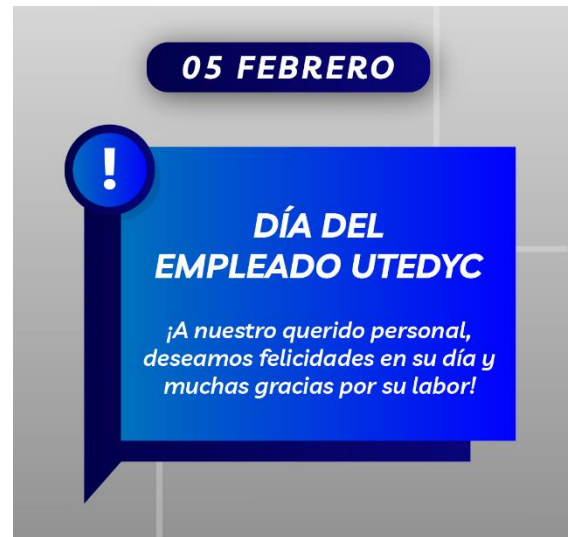 05 FEBRERO
!
DÍA DEL
EMPLEADO UTEDYC
¡A nuestro querido personal,
deseamos felicidades en su día y
muchas gracias por su labor!